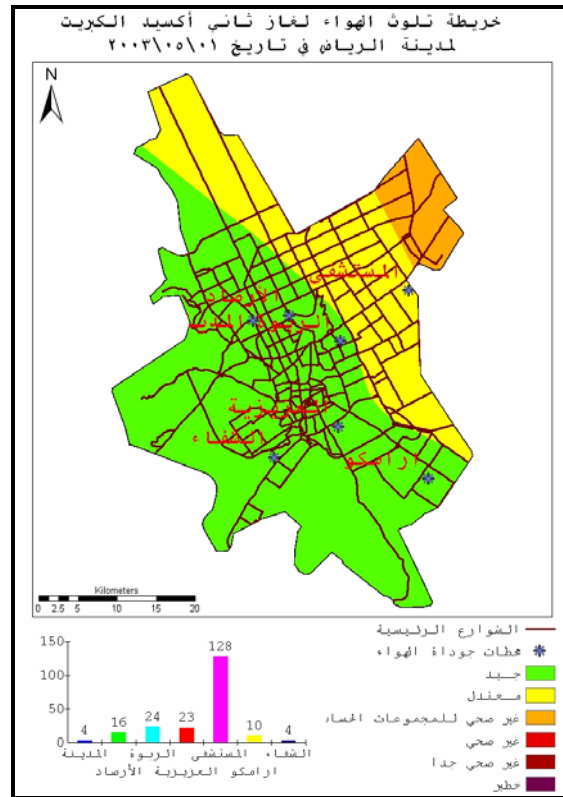 خريطة تلوث الهواء لغاز ثاني أكسيد الكبريت
لمدينة الرياض في تاريخ ٢٠٠٣\٠٥\٠١
N
المستشفى
الأرصاد
الربوة المدينة
العزيزية
الشفاء
ارامكو
Kilometers
0 2.5 5 10 15 20
الشوارع الرئيسية
محطات جوداة الهواء
جيد
معتدل
غير صحي للمجموعات الحساسة
غير صحي
غير صحي جدا
خطير
150
100
50
0
4 16 24 23 128 10 4
الشفاء المستشفى الربوة المدينة
ارامكو العزيزية الأرساد